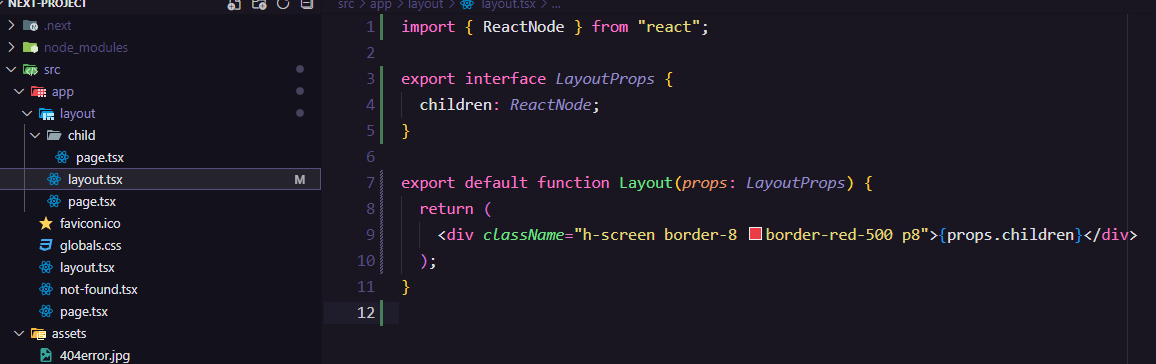 NEXT-PROJECT
.next
node_modules
src
app
layout
child
page.tsx
layout.tsx M
page.tsx
favicon.ico
globals.css
layout.tsx
not-found.tsx
page.tsx
assets
404error.jpg
src > app > layout > layout.tsx > ...
1 import { ReactNode } from "react";
2
3 export interface LayoutProps {
4 children: ReactNode;
5 }
6
7 export default function Layout(props: LayoutProps) {
8 return (
9 <div className="h-screen border-8 border-red-500 p8">{props.children}</div>
10 );
11 }
12